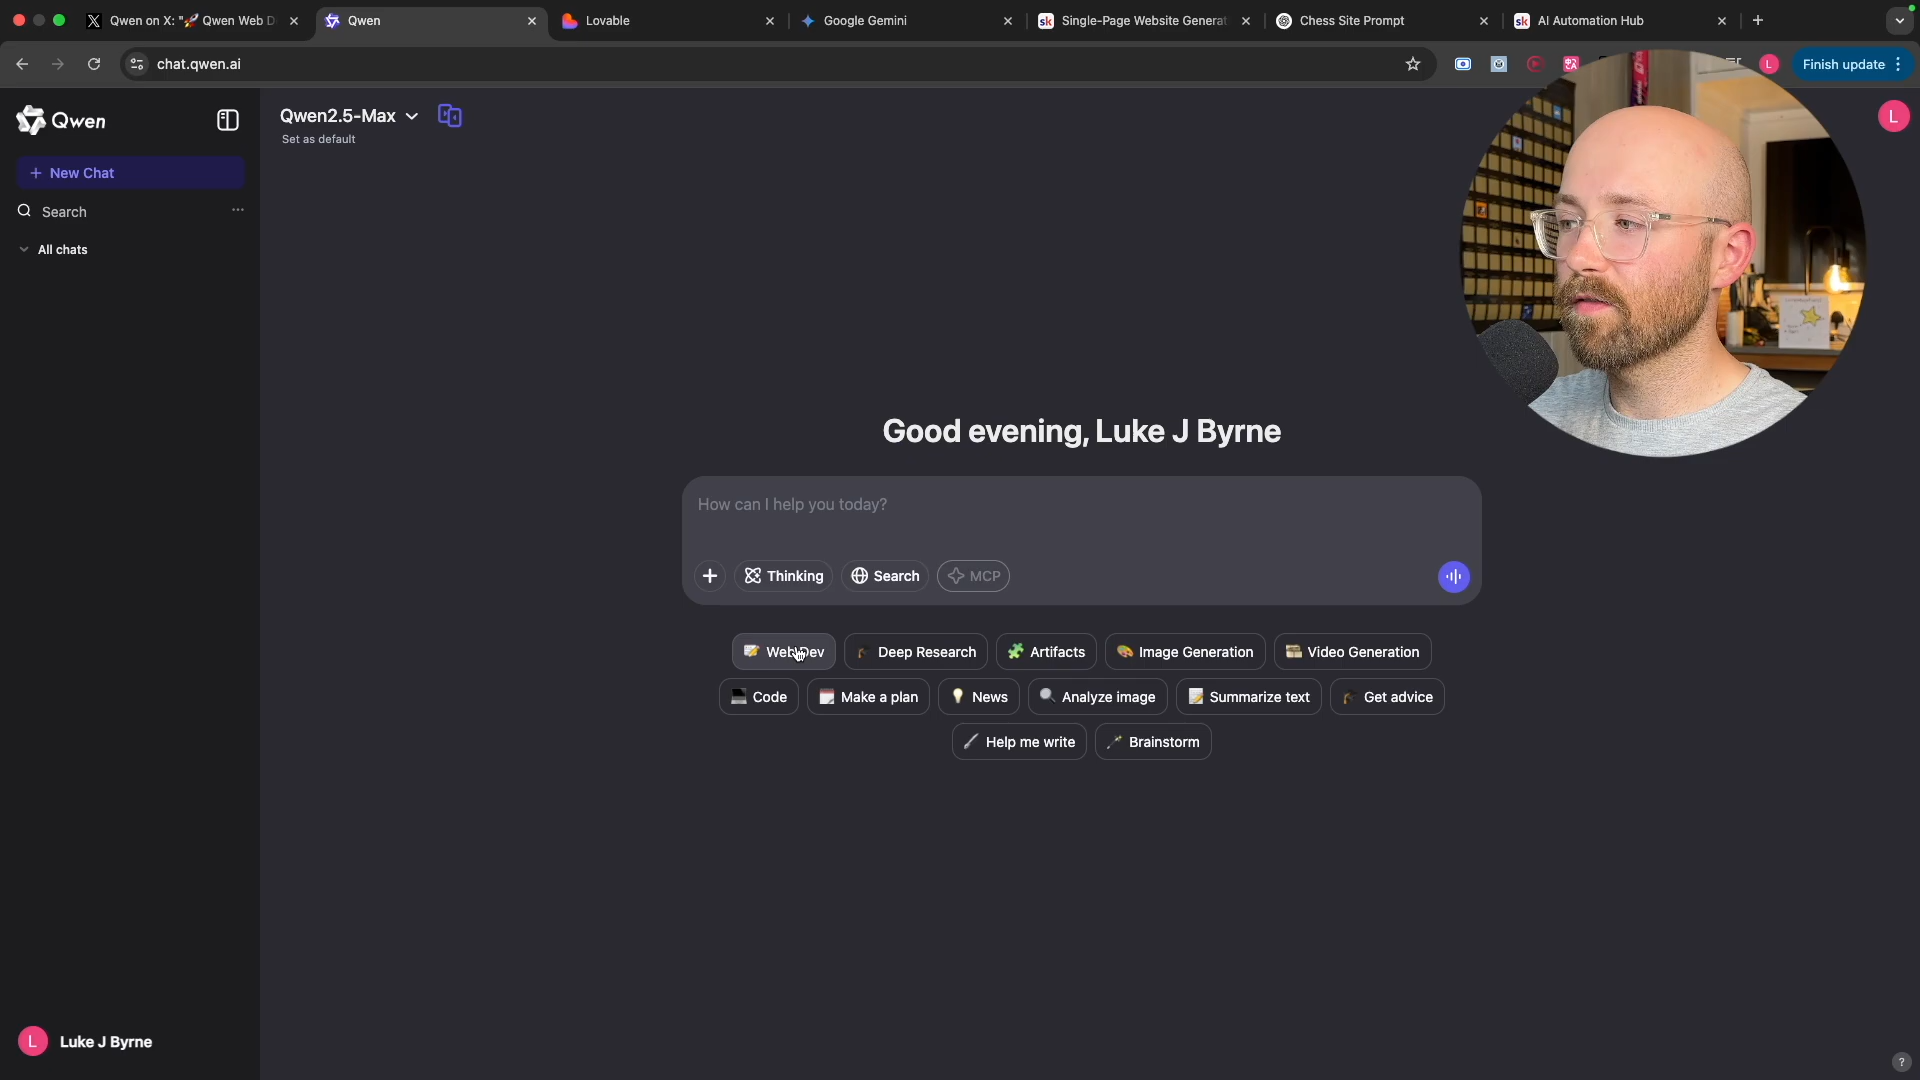 Qwen on X: "🚀 Qwen Web D
Qwen
Lovable
Google Gemini
Single-Page Website Generat
Chess Site Prompt
AI Automation Hub
chat.qwen.ai
L
Finish update
Qwen
Qwen2.5-Max
L
Set as default
+ New Chat
Search
All chats
Good evening, Luke J Byrne
How can I help you today?
Thinking
Search
MCP
Web Dev
Deep Research
Artifacts
Image Generation
Video Generation
Code
Make a plan
News
Analyze image
Summarize text
Get advice
Help me write
Brainstorm
L
Luke J Byrne
?